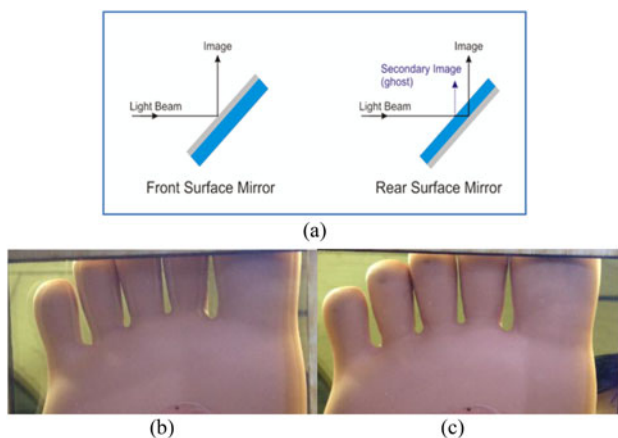 Image
Light Beam
Front Surface Mirror
Image
Secondary Image
(ghost)
Light Beam
Rear Surface Mirror
(a)
(b)
(c)